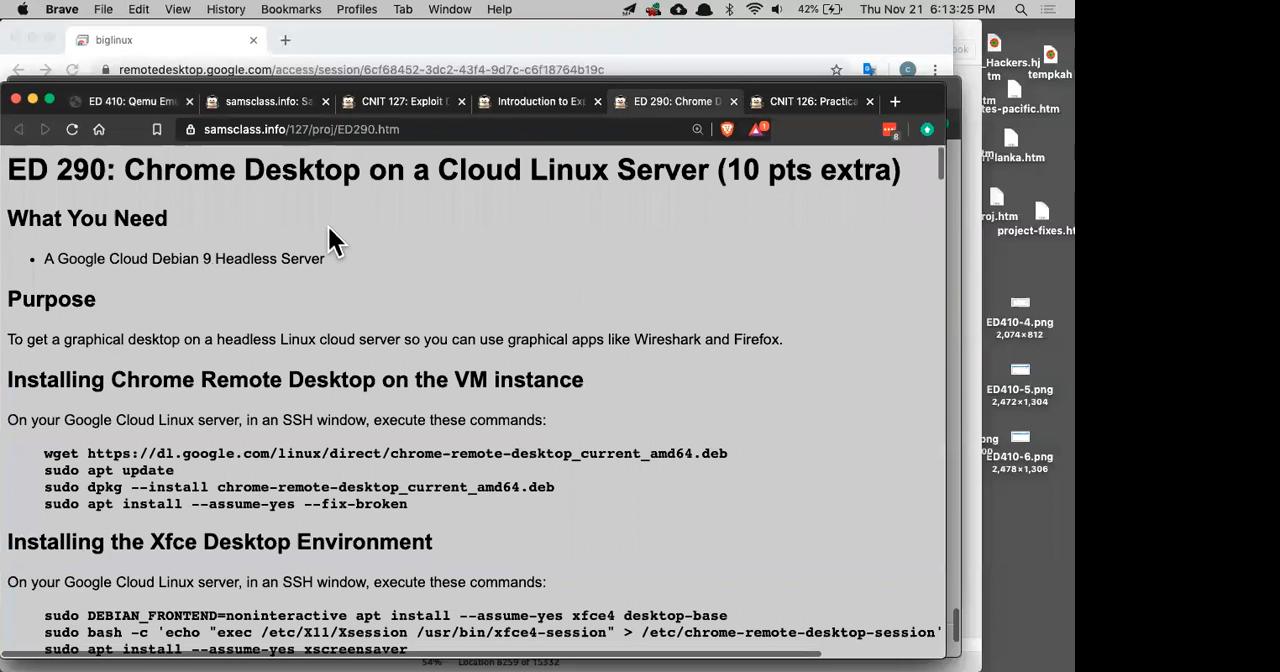 Brave File Edit View History Bookmarks Profiles Tab Window Help 42% Thu Nov 21 6:13:25 PM
biglinux
remotedesktop.google.com/access/session/6cf68452-3dc2-43f4-9d7c-c6f18764b19c
ED 410: Qemu Em samsclass.info: Sa CNIT 127: Exploit D Introduction to Ex ED 290: Chrome D CNIT 126: Practica
samsclass.info/127/proj/ED290.htm
ED 290: Chrome Desktop on a Cloud Linux Server (10 pts extra)
What You Need
• A Google Cloud Debian 9 Headless Server
Purpose
To get a graphical desktop on a headless Linux cloud server so you can use graphical apps like Wireshark and Firefox.
Installing Chrome Remote Desktop on the VM instance
On your Google Cloud Linux server, in an SSH window, execute these commands:
wget https://dl.google.com/linux/direct/chrome-remote-desktop_current_amd64.deb
sudo apt update
sudo dpkg --install chrome-remote-desktop_current_amd64.deb
sudo apt install --assume-yes --fix-broken
Installing the Xfce Desktop Environment
On your Google Cloud Linux server, in an SSH window, execute these commands:
sudo DEBIAN_FRONTEND=noninteractive apt install --assume-yes xfce4 desktop-base
sudo bash -c 'echo "exec /etc/X11/Xsession /usr/bin/xfce4-session" > /etc/chrome-remote-desktop-session'
sudo apt install --assume-yes xscreensaver
54% Location 8259 of 15332
Hackers.hj
tm
tempkah
tes-pacific.htm
lanka.htm
roj.htm
project-fixes.ht
ED410-4.png
2,074×812
ED410-5.png
2,472×1,304
ED410-6.png
2,478×1,306